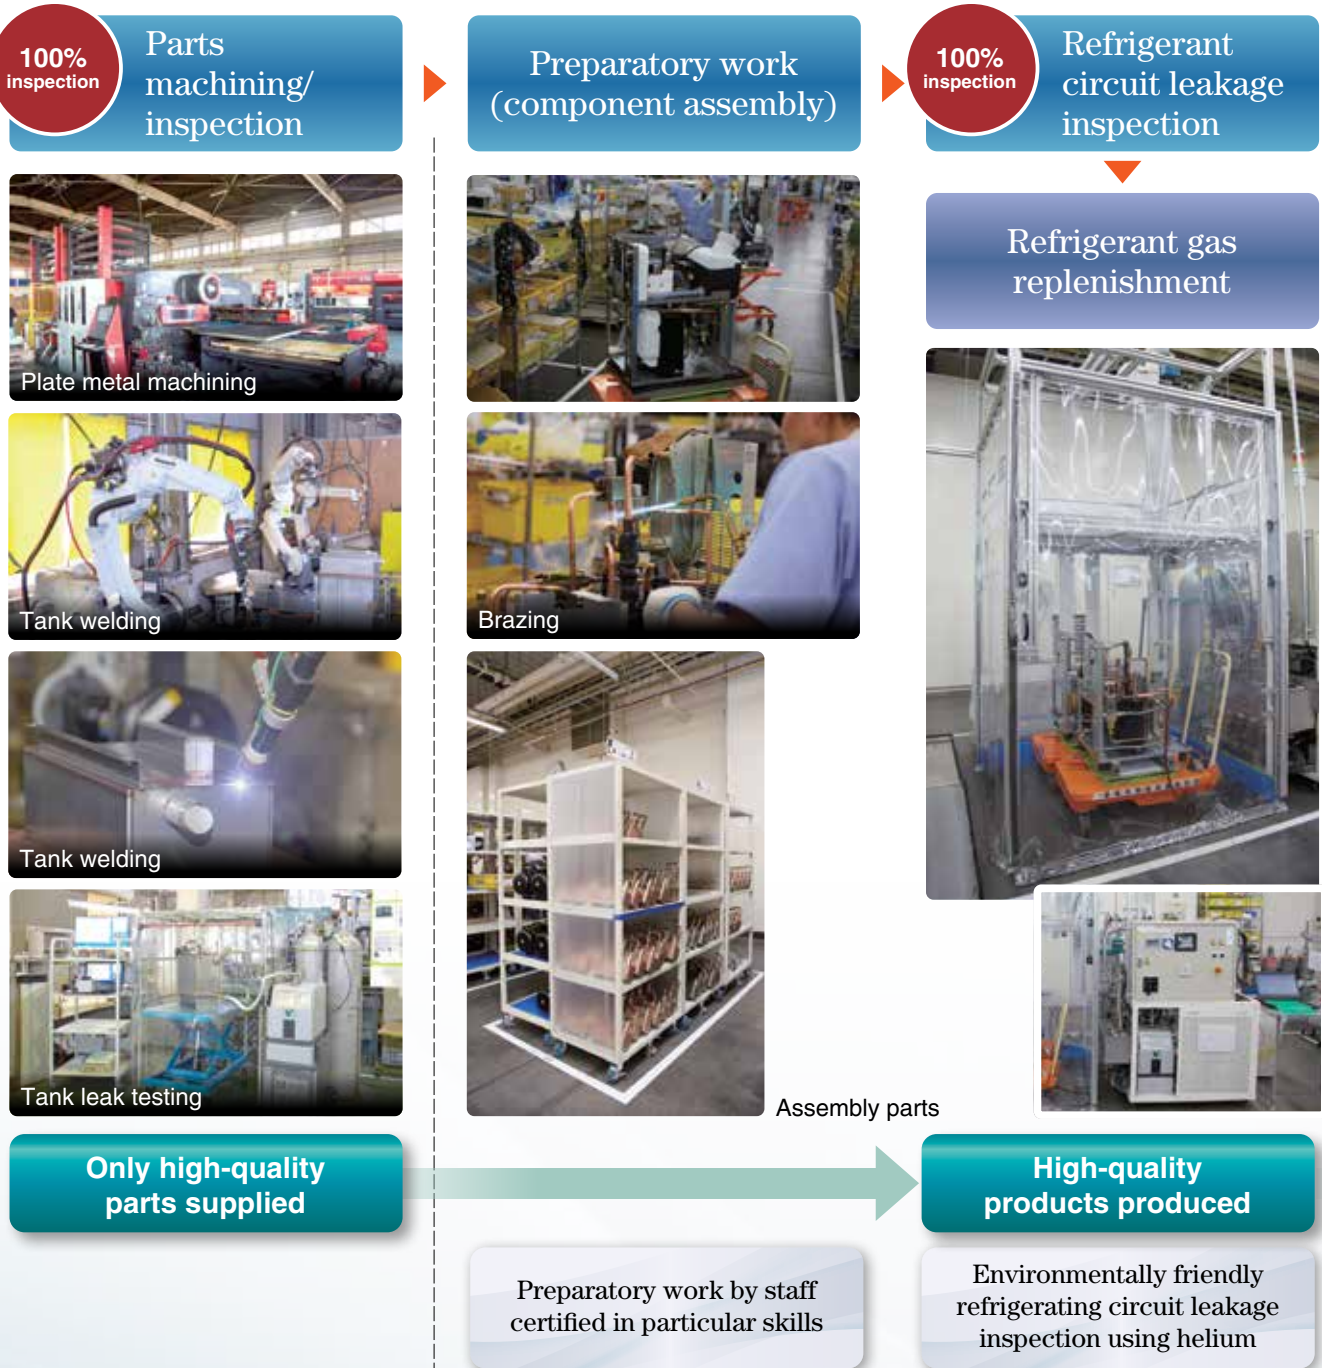 100%
inspection
Parts
machining/
inspection
Preparatory work
(component assembly)
100%
inspection
Refrigerant
circuit leakage
inspection
Refrigerant gas
replenishment
Plate metal machining
Tank welding
Brazing
Tank welding
Tank leak testing
Assembly parts
Only high-quality
parts supplied
High-quality
products produced
Preparatory work by staff
certified in particular skills
Environmentally friendly
refrigerating circuit leakage
inspection using helium